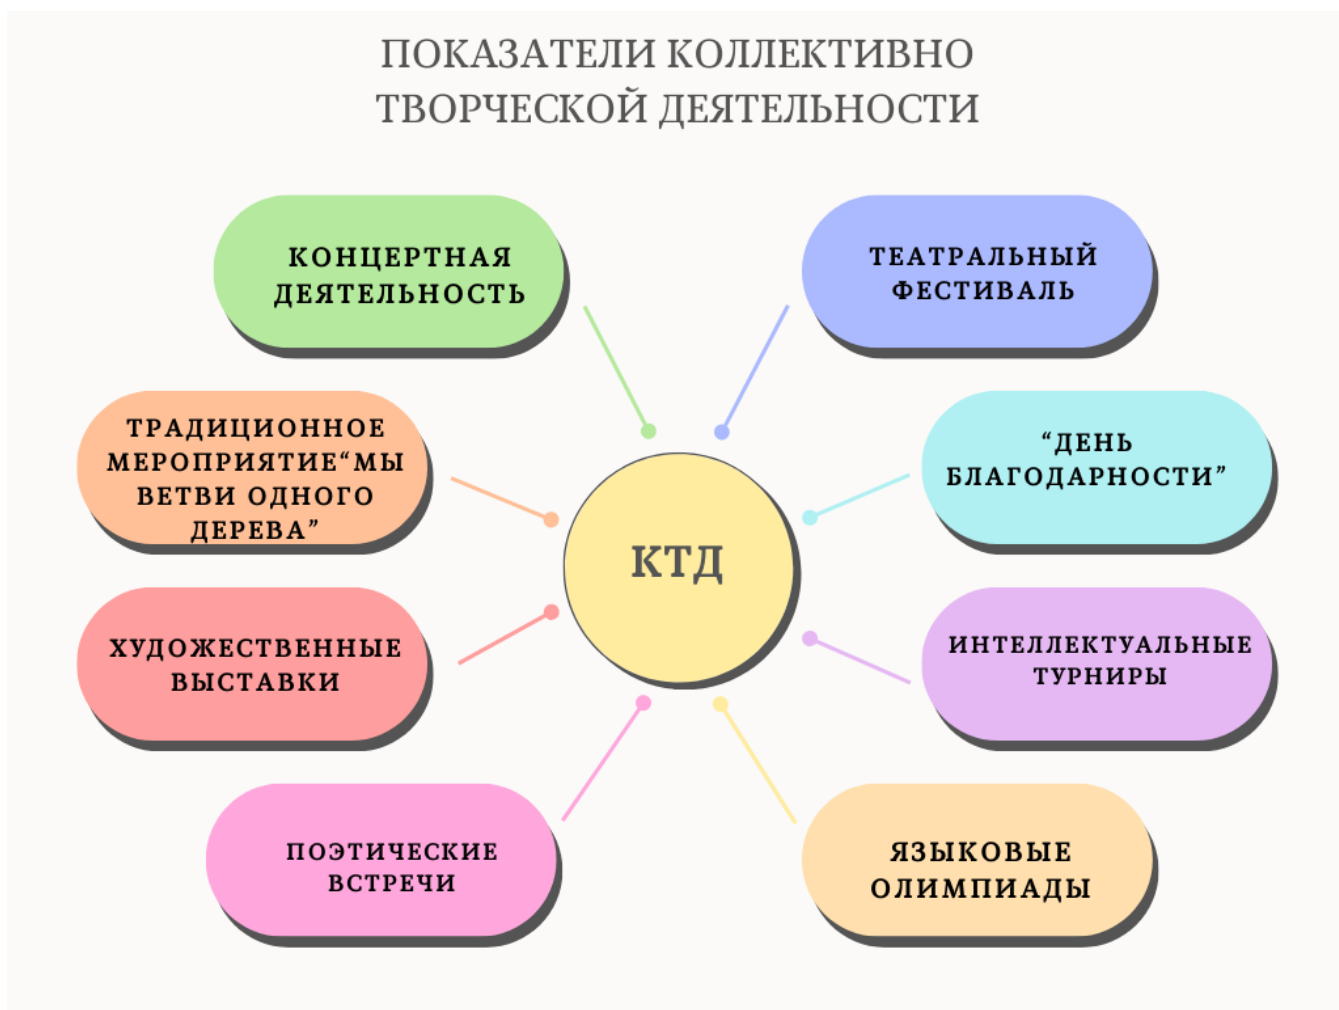 ПОКАЗАТЕЛИ КОЛЛЕКТИВНО
ТВОРЧЕСКОЙ ДЕЯТЕЛЬНОСТИ
КОНЦЕРТНАЯ
ДЕЯТЕЛЬНОСТЬ
ТЕАТРАЛЬНЫЙ
ФЕСТИВАЛЬ
ТРАДИЦИОННОЕ
МЕРОПРИЯТИЕ“МЫ
ВЕТВИ ОДНОГО
ДЕРЕВА”
“ДЕНЬ
БЛАГОДАРНОСТИ”
КТД
ХУДОЖЕСТВЕННЫЕ
ВЫСТАВКИ
ИНТЕЛЛЕКТУАЛЬНЫЕ
ТУРНИРЫ
ПОЭТИЧЕСКИЕ
ВСТРЕЧИ
ЯЗЫКОВЫЕ
ОЛИМПИАДЫ